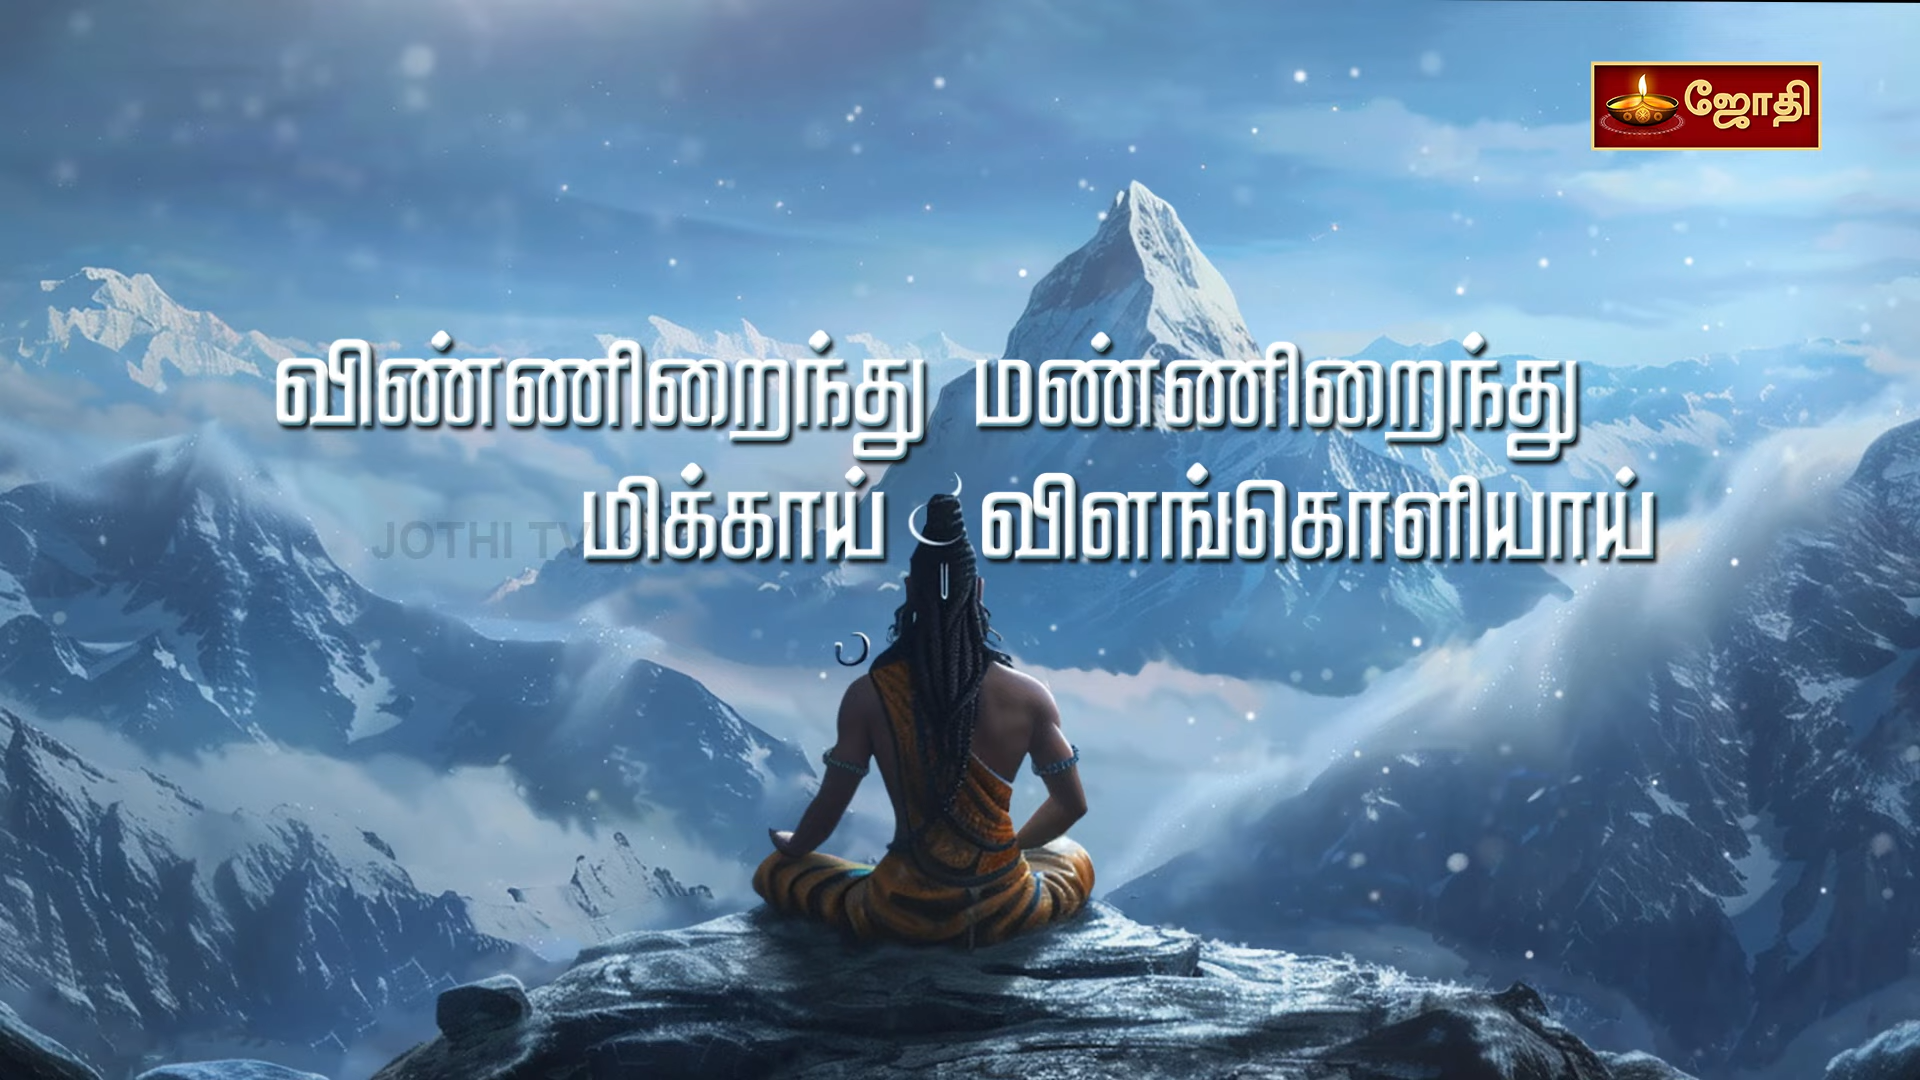 ஜோதி
விண்ணிறைந்து மண்ணிறைந்து
மிக்காய் விளங்கொளியாய்
JOTHI TV